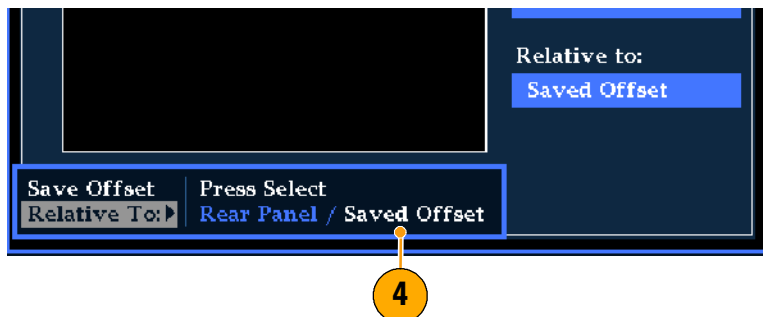 Relative to:
Saved Offset
Save Offset
Press Select
Relative To:
Rear Panel / Saved Offset
4